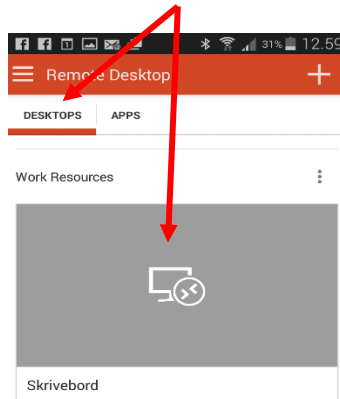 31% 12.59
Remote Desktop
DESKTOPS APPS
Work Resources
Skrivebord